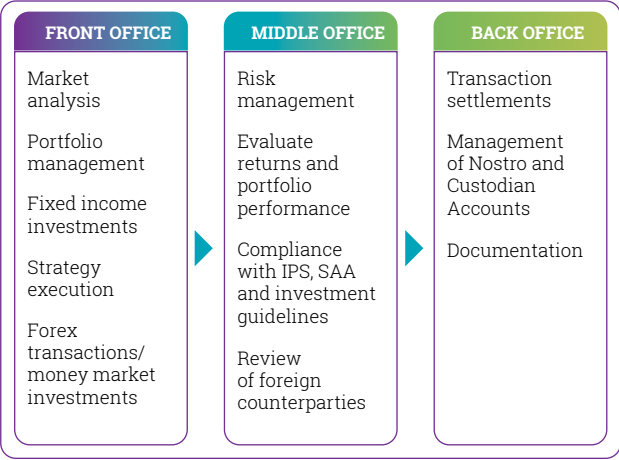 FRONT OFFICE
Market
analysis
Portfolio
management
Fixed income
investments
Strategy
execution
Forex
transactions/
money market
investments
MIDDLE OFFICE
Risk
management
Evaluate
returns and
portfolio
performance
Compliance
with IPS, SAA
and investment
guidelines
Review
of foreign
counterparties
BACK OFFICE
Transaction
settlements
Management
of Nostro and
Custodian
Accounts
Documentation